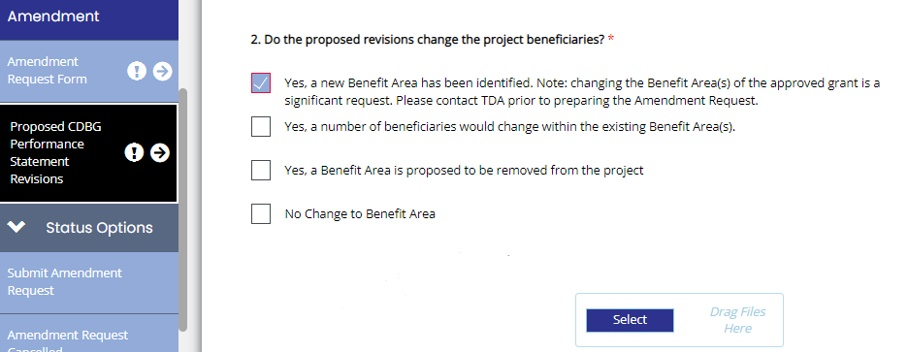 Amendment
Amendment
Request Form
Proposed CDBG
Performance
Statement
Revisions
Status Options
Submit Amendment
Request
Amendment Request
Cancelled
2. Do the proposed revisions change the project beneficiaries? *
Yes, a new Benefit Area has been identified. Note: changing the Benefit Area(s) of the approved grant is a
significant request. Please contact TDA prior to preparing the Amendment Request.
Yes, a number of beneficiaries would change within the existing Benefit Area(s).
Yes, a Benefit Area is proposed to be removed from the project
No Change to Benefit Area
Select
Drag Files
Here